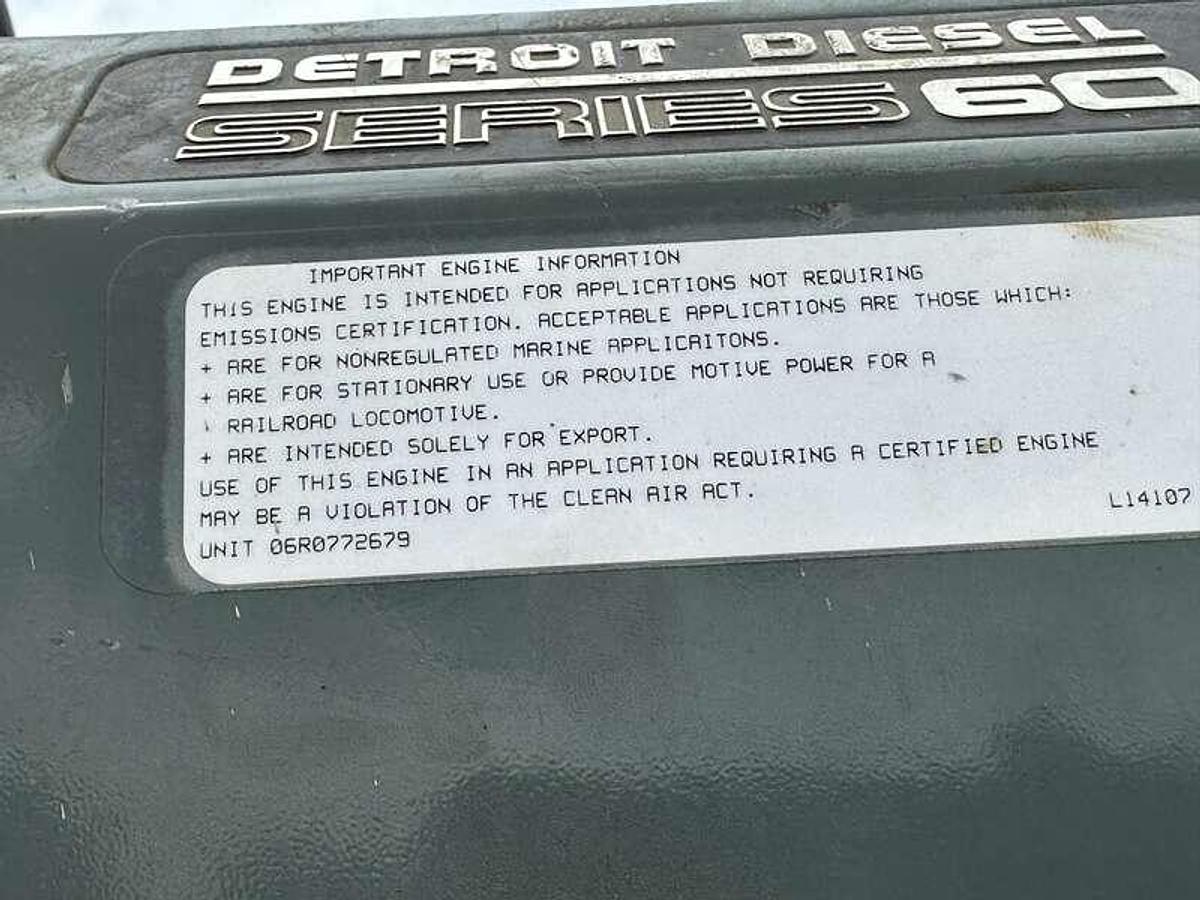 DETROIT DIESEL
SERIES 60
IMPORTANT ENGINE INFORMATION
THIS ENGINE IS INTENDED FOR APPLICATIONS NOT REQUIRING
EMISSIONS CERTIFICATION. ACCEPTABLE APPLICATIONS ARE THOSE WHICH:
+ ARE FOR NONREGULATED MARINE APPLICAITONS.
+ ARE FOR STATIONARY USE OR PROVIDE MOTIVE POWER FOR A
RAILROAD LOCOMOTIVE.
+ ARE INTENDED SOLELY FOR EXPORT.
USE OF THIS ENGINE IN AN APPLICATION REQUIRING A CERTIFIED ENGINE
MAY BE A VIOLATION OF THE CLEAN AIR ACT.
UNIT 06R0772679
L14107